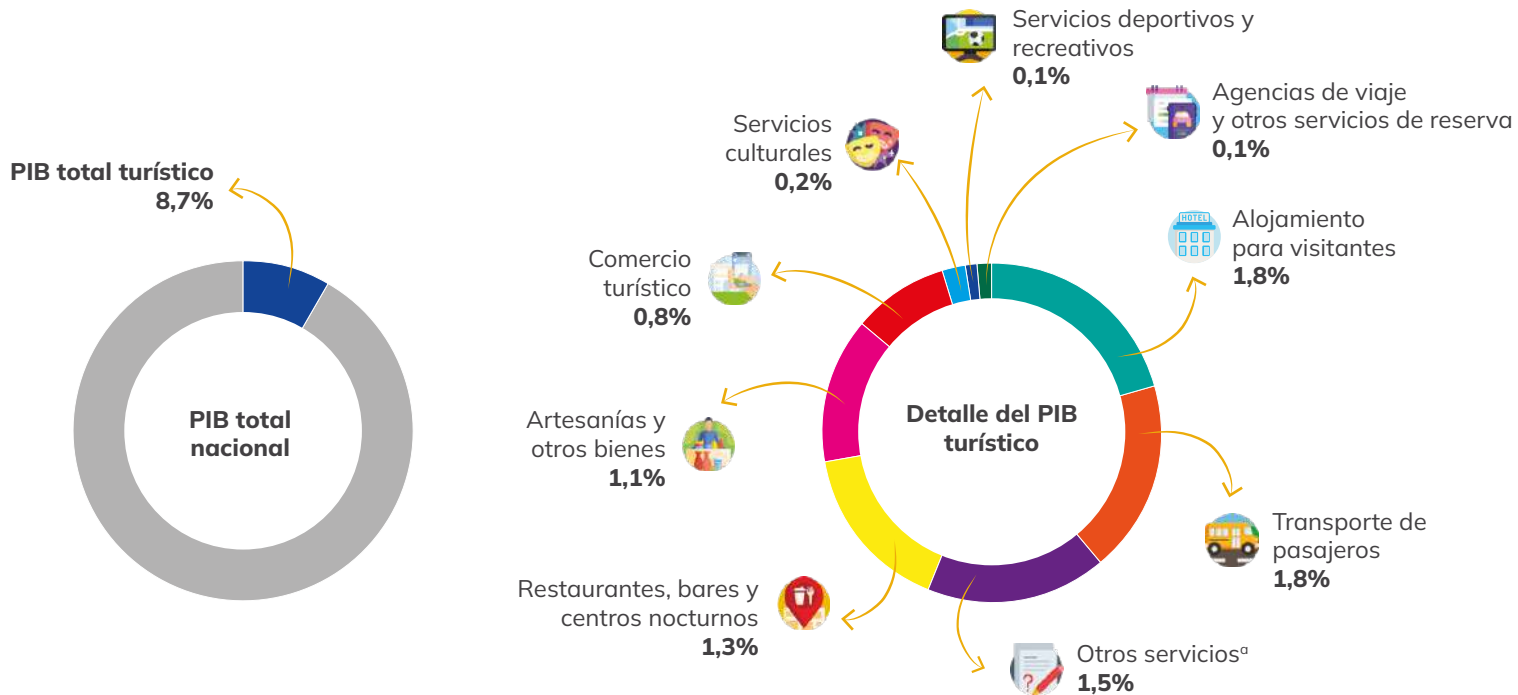 PIB total turístico
8,7%
PIB total
nacional
Servicios deportivos y
recreativos
0,1%
Agencias de viaje
y otros servicios de reserva
0,1%
Servicios
culturales
0,2%
HOTEL
Alojamiento
para visitantes
1,8%
Comercio
turístico
0,8%
Detalle del PIB
turístico
Artesanías y
otros bienes
1,1%
Transporte de
pasajeros
1,8%
Restaurantes, bares y
centros nocturnos
1,3%
?
Otros serviciosª
1,5%